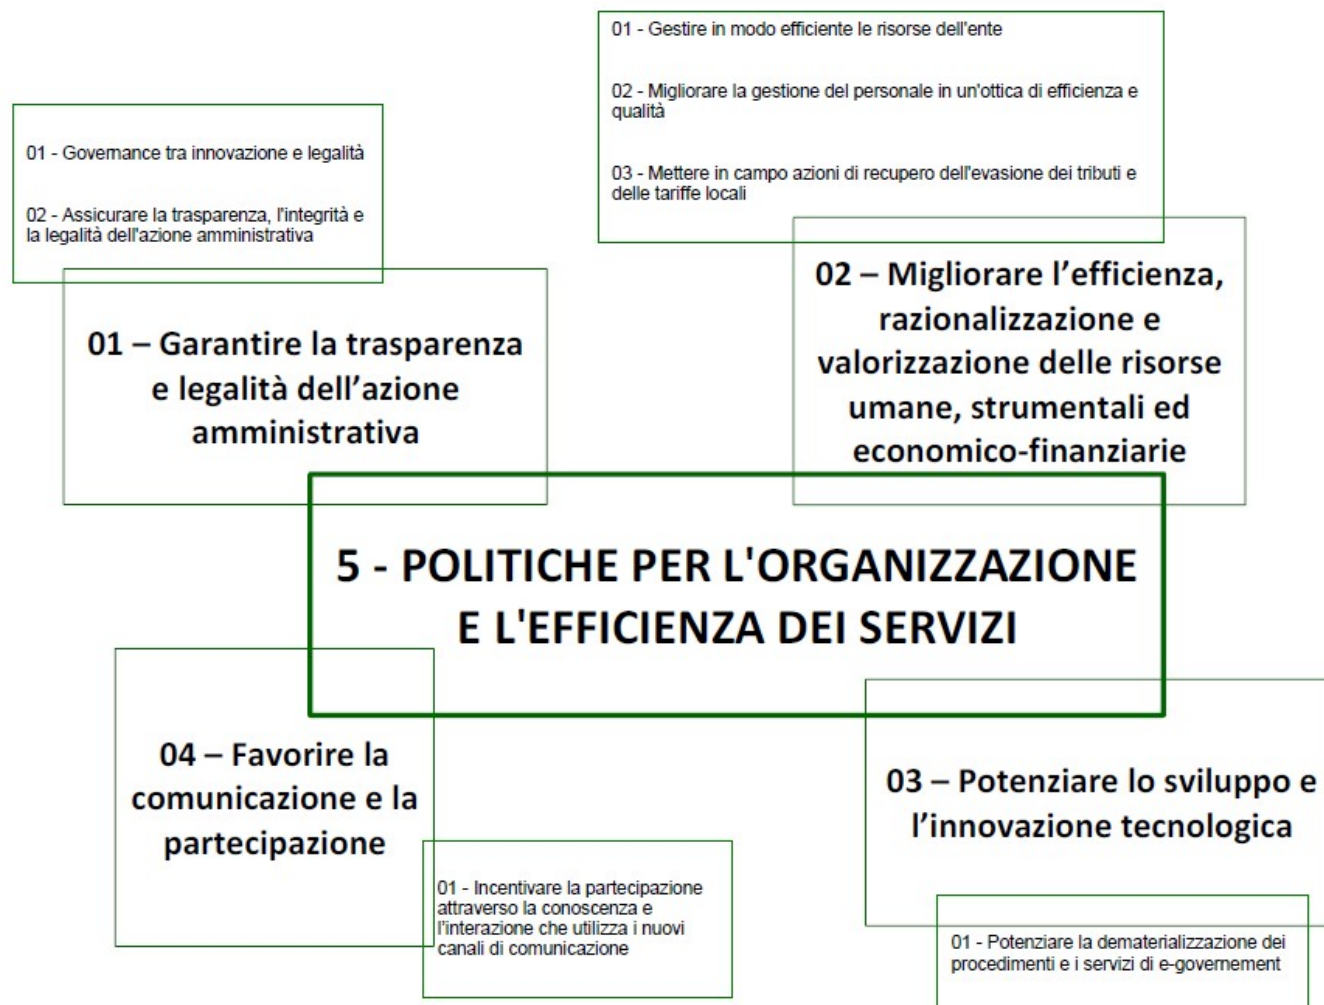 01 - Gestire in modo efficiente le risorse dell'ente
02 - Migliorare la gestione del personale in un'ottica di efficienza e
qualità
03 - Mettere in campo azioni di recupero dell'evasione dei tributi e
delle tariffe locali
01 - Governance tra innovazione e legalità
02 - Assicurare la trasparenza, l'integrità e
la legalità dell'azione amministrativa
01 – Garantire la trasparenza
e legalità dell’azione
amministrativa
02 – Migliorare l’efficienza,
razionalizzazione e
valorizzazione delle risorse
umane, strumentali ed
economico-finanziarie
5 - POLITICHE PER L'ORGANIZZAZIONE
E L'EFFICIENZA DEI SERVIZI
04 – Favorire la
comunicazione e la
partecipazione
01 - Incentivare la partecipazione
attraverso la conoscenza e
l'interazione che utilizza i nuovi
canali di comunicazione
03 – Potenziare lo sviluppo e
l’innovazione tecnologica
01 - Potenziare la dematerializzazione dei
procedimenti e i servizi di e-governement